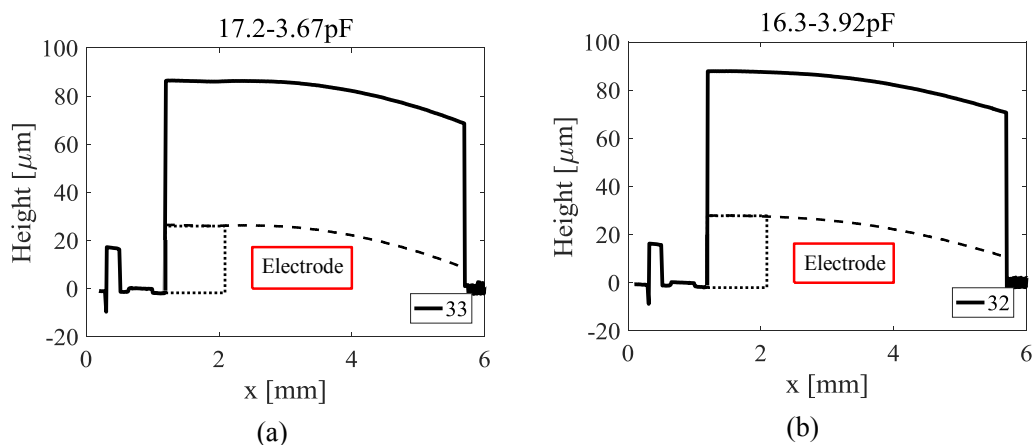 17.2-3.67pF
100
80
60
40
20
0
-20
Height [μm]
Electrode
33
0
2
4
6
x [mm]
(a)
16.3-3.92pF
100
80
60
40
20
0
-20
Height [μm]
Electrode
32
0
2
4
6
x [mm]
(b)